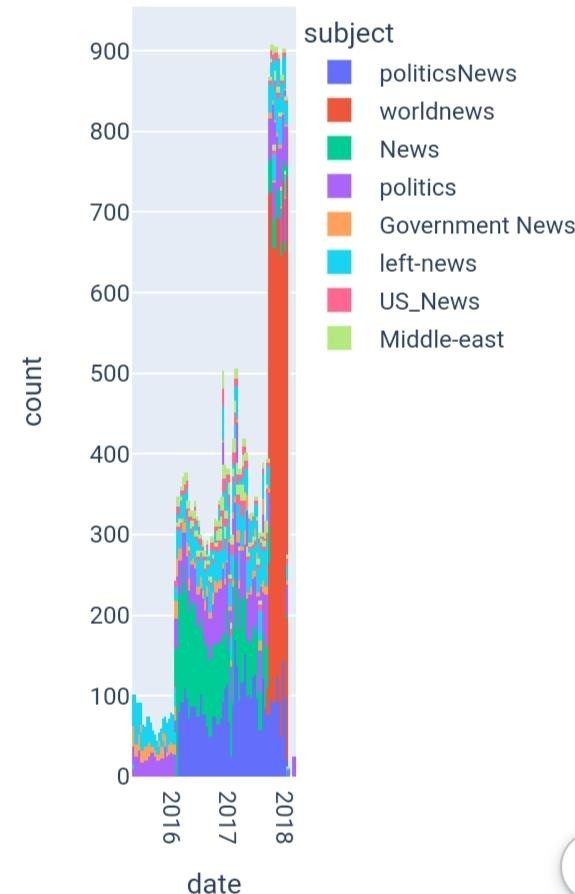 subject
politicsNews
worldnews
News
politics
Government News
left-news
US_News
Middle-east
count
900
800
700
600
500
400
300
200
100
0
2016
2017
2018
date